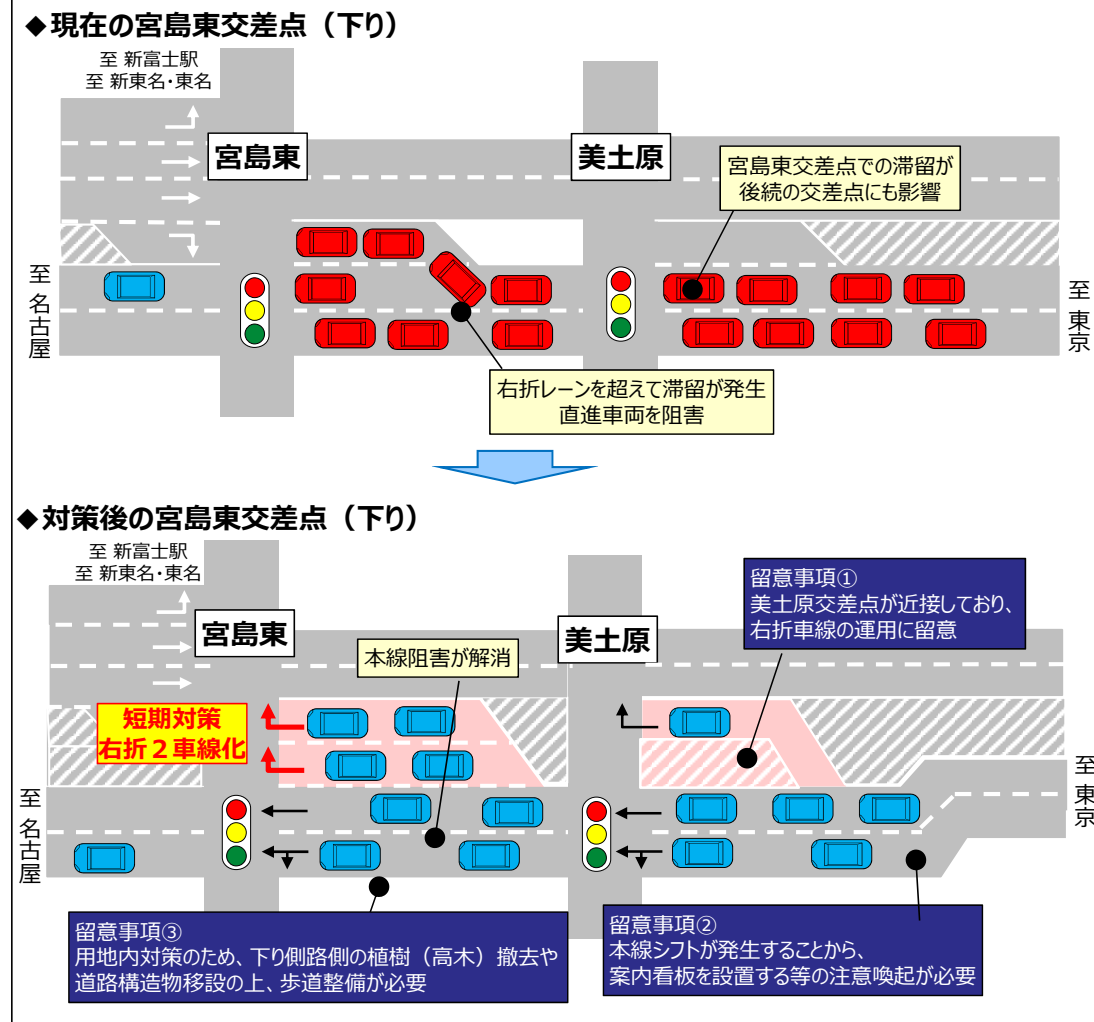 ◆現在の宮島東交差点（下り）
至 新富士駅
至 新東名・東名
宮島東
美土原
宮島東交差点での滞留が
後続の交差点にも影響
至 名古屋
至 東京
右折レーンを超えて滞留が発生
直進車両を阻害
◆対策後の宮島東交差点（下り）
至 新富士駅
至 新東名・東名
宮島東
美土原
留意事項①
美土原交差点が近接しており、
右折車線の運用に留意
本線阻害が解消
短期対策
右折２車線化
至 名古屋
至 東京
留意事項③
用地内対策のため、下り側路側の植樹（高木）撤去や
道路構造物移設の上、歩道整備が必要
留意事項②
本線シフトが発生することから、
案内看板を設置する等の注意喚起が必要